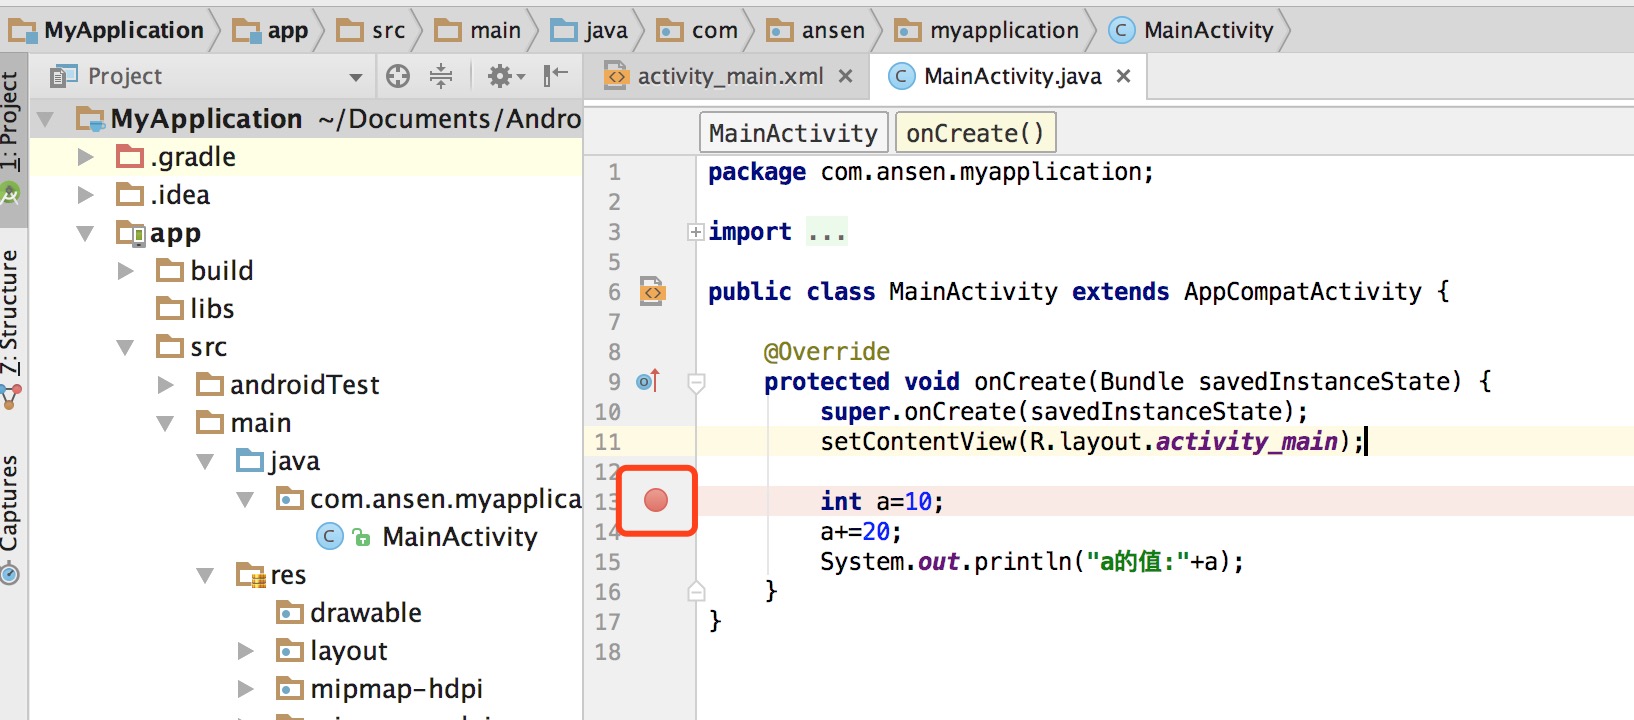 MyApplication app src main java com ansen myapplication MainActivity
Project
activity_main.xml
MainActivity.java
1: Project
7: Structure
Captures
MyApplication ~/Documents/Andro
.gradle
.idea
app
build
libs
src
androidTest
main
java
com.ansen.myapplica
MainActivity
res
drawable
layout
mipmap-hdpi
MainActivity onCreate()
1 package com.ansen.myapplication;
2
3 import ...
5
6 public class MainActivity extends AppCompatActivity {
7
8 @Override
9 protected void onCreate(Bundle savedInstanceState) {
10 super.onCreate(savedInstanceState);
11 setContentView(R.layout.activity_main);
12
13 int a=10;
14 a+=20;
15 System.out.println("a的值:"+a);
16 }
17 }
18